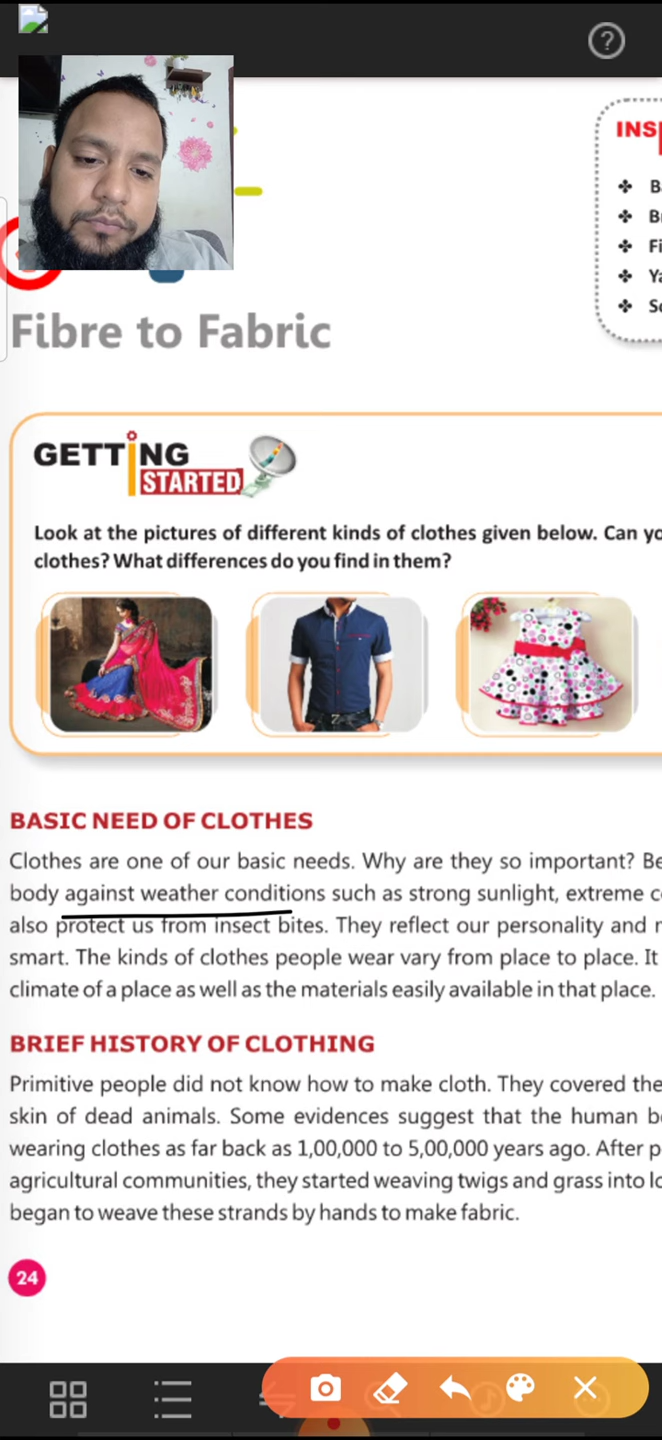 ?
INSP
B
B
Fi
Ya
So
Fibre to Fabric
GETTING
STARTED
Look at the pictures of different kinds of clothes given below. Can yo
clothes? What differences do you find in them?
BASIC NEED OF CLOTHES
Clothes are one of our basic needs. Why are they so important? Be
body against weather conditions such as strong sunlight, extreme c
also protect us from insect bites. They reflect our personality and
smart. The kinds of clothes people wear vary from place to place. It
climate of a place as well as the materials easily available in that place.
BRIEF HISTORY OF CLOTHING
Primitive people did not know how to make cloth. They covered the
skin of dead animals. Some evidences suggest that the human b
wearing clothes as far back as 1,00,000 to 5,00,000 years ago. After p
agricultural communities, they started weaving twigs and grass into lo
began to weave these strands by hands to make fabric.
24